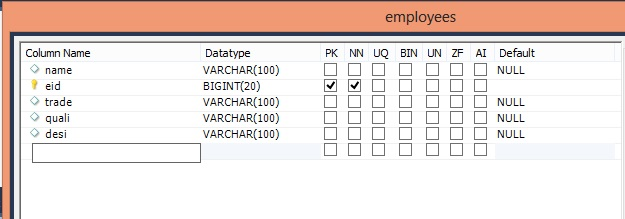 employees
Column Name Datatype PK NN UQ BIN UN ZF AI Default
name VARCHAR(100) NULL
eid BIGINT(20)
trade VARCHAR(100) NULL
quali VARCHAR(100) NULL
desi VARCHAR(100) NULL